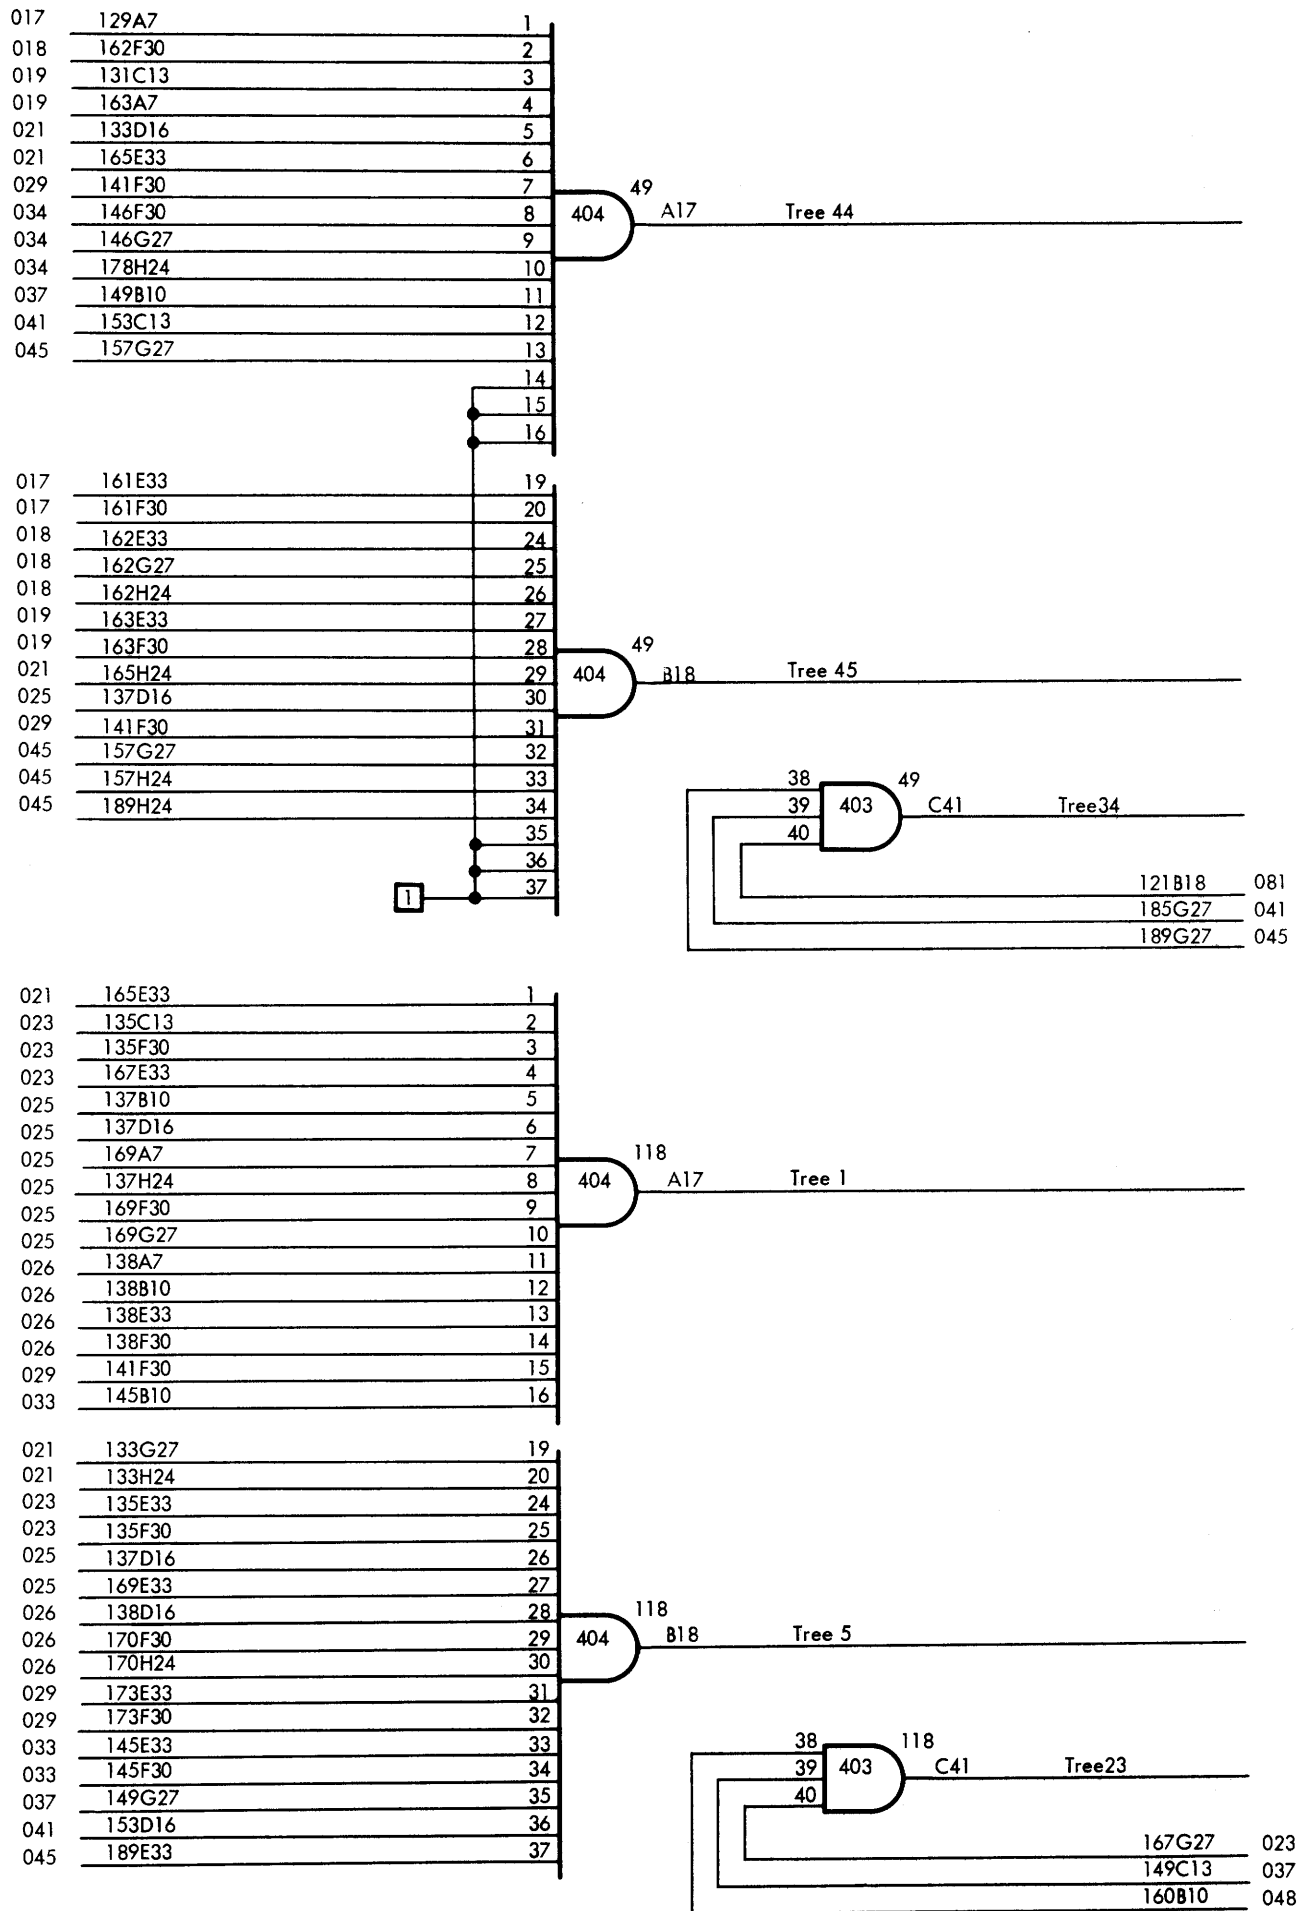 017 129A7 1
018 162F30 2
019 131C13 3
019 163A7 4
021 133D16 5
021 165E33 6
029 141F30 7
034 146F30 8
034 146G27 9
034 178H24 10
037 149B10 11
041 153C13 12
045 157G27 13
14
15
16
404 49 A17 Tree 44
017 161E33 19
017 161F30 20
018 162E33 24
018 162G27 25
018 162H24 26
019 163E33 27
019 163F30 28
021 165H24 29
025 137D16 30
029 141F30 31
045 157G27 32
045 157H24 33
045 189H24 34
35
36
37
1
404 49 B18 Tree 45
38
39
40
403 49 C41 Tree34
121B18 081
185G27 041
189G27 045
021 165E33 1
023 135C13 2
023 135F30 3
023 167E33 4
025 137B10 5
025 137D16 6
025 169A7 7
025 137H24 8
025 169F30 9
025 169G27 10
026 138A7 11
026 138B10 12
026 138E33 13
026 138F30 14
029 141F30 15
033 145B10 16
404 118 A17 Tree 1
021 133G27 19
021 133H24 20
023 135E33 24
023 135F30 25
025 137D16 26
025 169E33 27
026 138D16 28
026 170F30 29
026 170H24 30
029 173E33 31
029 173F30 32
033 145E33 33
033 145F30 34
037 149G27 35
041 153D16 36
045 189E33 37
404 118 B18 Tree 5
38
39
40
403 118 C41 Tree23
167G27 023
149C13 037
160B10 048